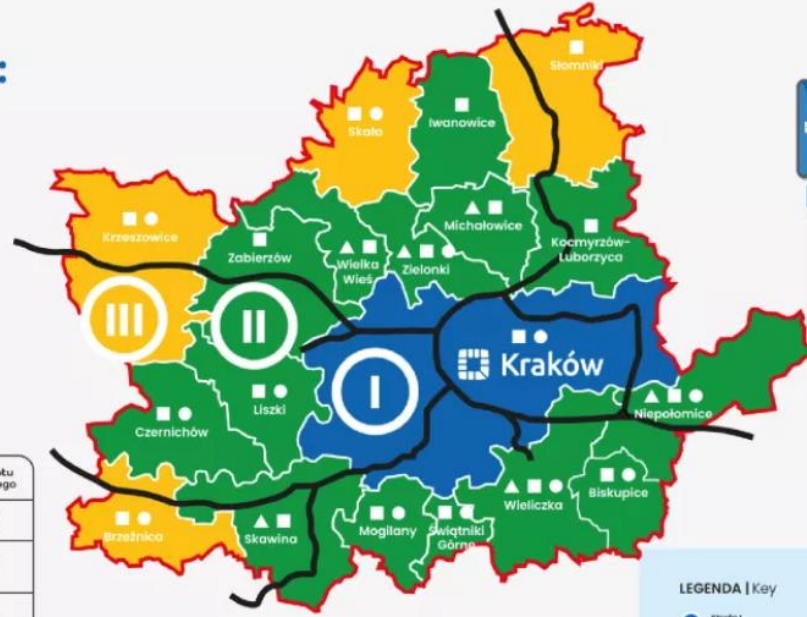 Słomniki
Skała
Iwanowice
Krzeszowice
Michałowice
Kocmyrzów-
Luborzyca
Zabierzów
Wielka
Wieś
Zielonki
III
II
I
Kraków
Liszki
Niepołomice
Czernichów
Biskupice
Wieliczka
Brzeźnica
Skawina
Mogilany
Świątniki
Górne
LEGENDA | Key